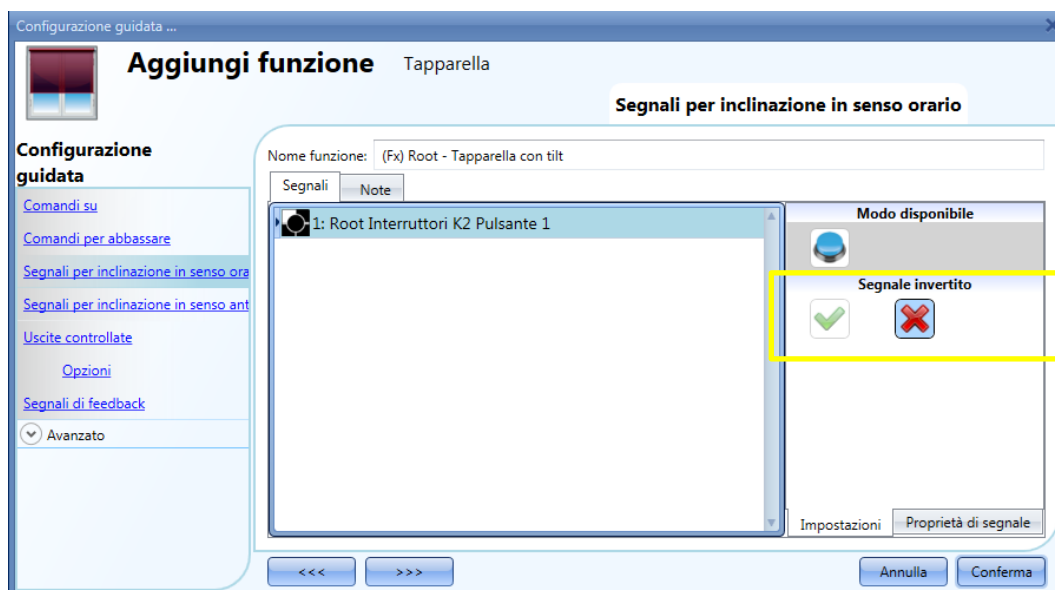 Configurazione guidata ...
Aggiungi funzione Tapparella
Segnali per inclinazione in senso orario
Configurazione
guidata
Comandi su
Comandi per abbassare
Segnali per inclinazione in senso ora
Segnali per inclinazione in senso ant
Uscite controllate
Opzioni
Segnali di feedback
Avanzato
Nome funzione: (Fx) Root - Tapparella con tilt
Segnali Note
1: Root Interruttori K2 Pulsante 1
Modo disponibile
Segnale invertito
Impostazioni Proprietà di segnale
<<< >>> Annulla Conferma